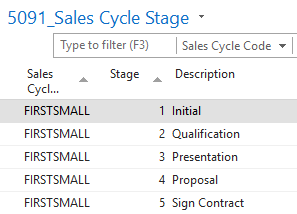 5091_Sales Cycle Stage
Type to filter (F3) Sales Cycle Code
Sales Cycl... Stage Description
FIRSTSMALL 1 Initial
FIRSTSMALL 2 Qualification
FIRSTSMALL 3 Presentation
FIRSTSMALL 4 Proposal
FIRSTSMALL 5 Sign Contract